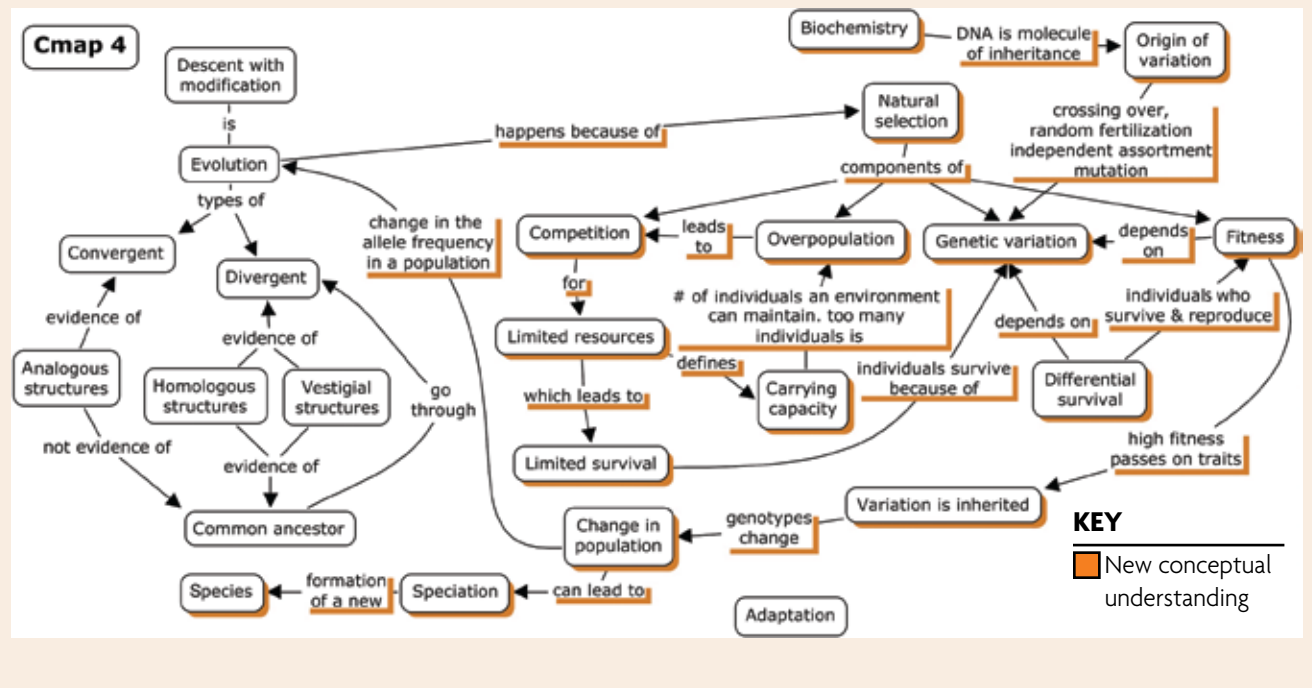 Cmap 4
Descent with
modification
is
Evolution
types of
Convergent
Divergent
evidence of
evidence of
Analogous
structures
Homologous
structures
Vestigial
structures
not evidence of
evidence of
go
through
Common ancestor
happens because of
change in the
allele frequency
in a population
Biochemistry
DNA is molecule
of inheritance
Origin of
variation
Natural
selection
crossing over,
random fertilization
independent assortment
mutation
components of
Competition
leads
to
Overpopulation
Genetic variation
depends
on
Fitness
for
# of individuals an environment
can maintain. too many
individuals is
individuals who
survive & reproduce
Limited resources
defines
Carrying
capacity
individuals survive
because of
depends on
Differential
survival
which leads to
Limited survival
high fitness
passes on traits
Variation is inherited
genotypes
change
Change in
population
can lead to
Speciation
formation
of a new
Species
Adaptation
KEY
New conceptual
understanding